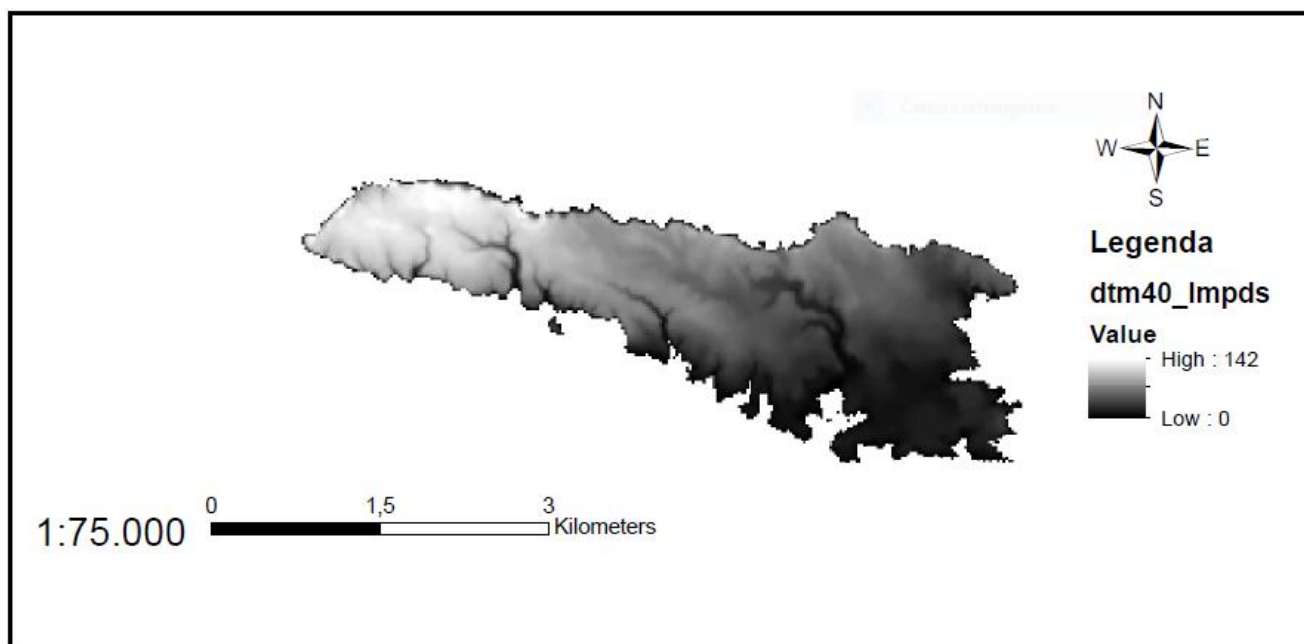 N
W E
S
Legenda
dtm40_lmpds
Value
High : 142
Low : 0
0 1,5 3
1:75.000 Kilometers